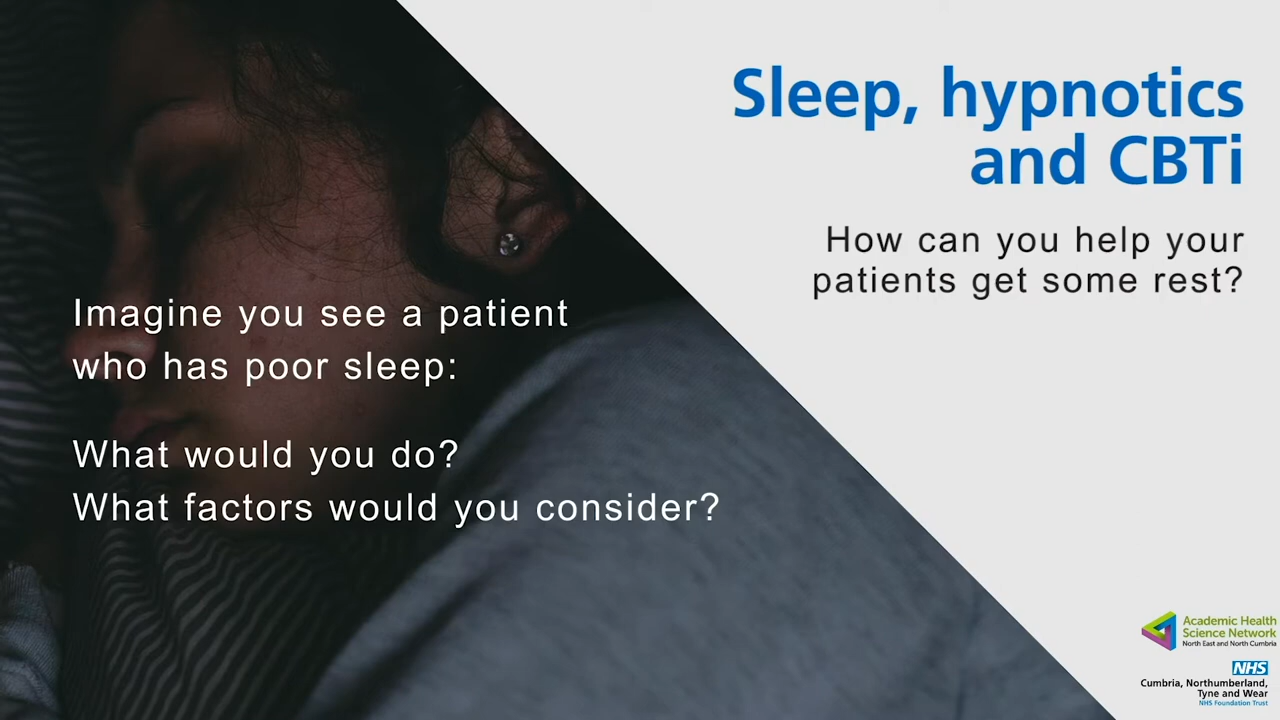 Sleep, hypnotics
and CBTi
How can you help your
patients get some rest?
Imagine you see a patient
who has poor sleep:
What would you do?
What factors would you consider?
Academic Health
Science Network
North East and North Cumbria
NHS
Cumbria, Northumberland,
Tyne and Wear
NHS Foundation Trust